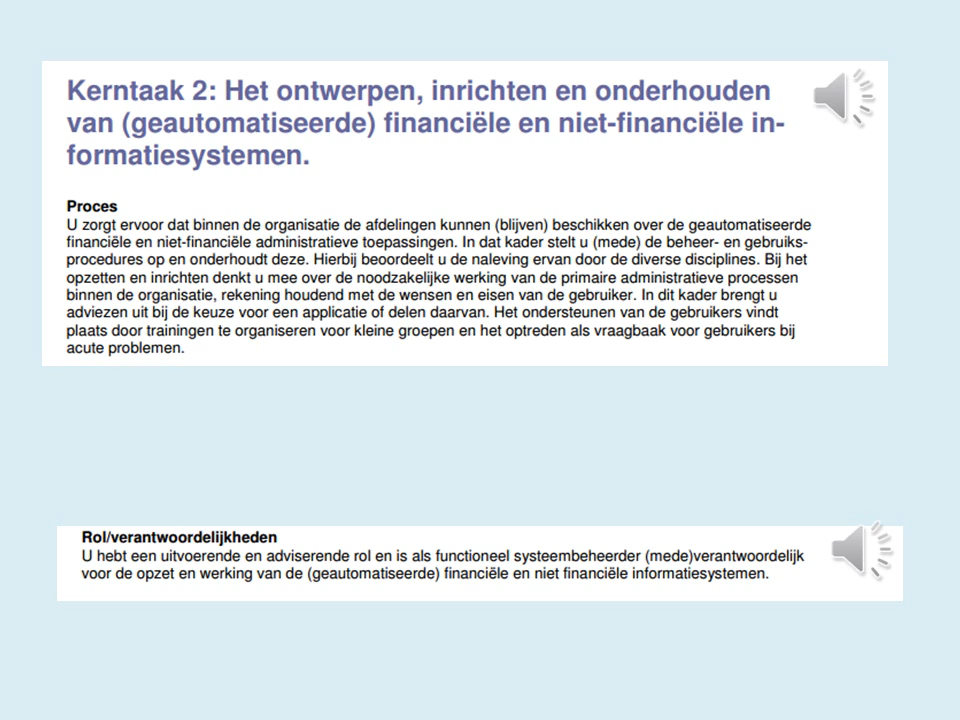 Kerntaak 2: Het ontwerpen, inrichten en onderhouden
van (geautomatiseerde) financiële en niet-financiële in-
formatiesystemen.
Proces
U zorgt ervoor dat binnen de organisatie de afdelingen kunnen (blijven) beschikken over de geautomatiseerde
financiële en niet-financiële administratieve toepassingen. In dat kader stelt u (mede) de beheer- en gebruiks-
procedures op en onderhoudt deze. Hierbij beoordeelt u de naleving ervan door de diverse disciplines. Bij het
opzetten en inrichten denkt u mee over de noodzakelijke werking van de primaire administratieve processen
binnen de organisatie, rekening houdend met de wensen en eisen van de gebruiker. In dit kader brengt u
adviezen uit bij de keuze voor een applicatie of delen daarvan. Het ondersteunen van de gebruikers vindt
plaats door trainingen te organiseren voor kleine groepen en het optreden als vraagbaak voor gebruikers bij
acute problemen.
Rol/verantwoordelijkheden
U hebt een uitvoerende en adviserende rol en is als functioneel systeembeheerder (mede)verantwoordelijk
voor de opzet en werking van de (geautomatiseerde) financiële en niet financiële informatiesystemen.